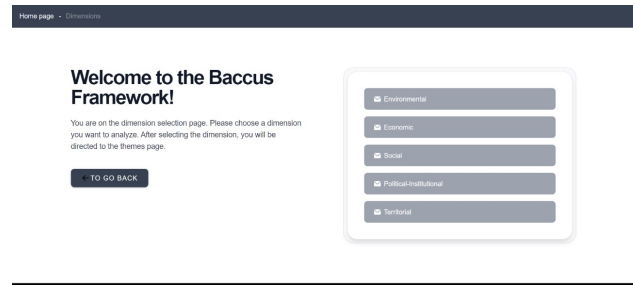 Home page - Dimensions
Welcome to the Baccus
Framework!
You are on the dimension selection page. Please choose a dimension
you want to analyze. After selecting the dimension, you will be
directed to the themes page.
←TO GO BACK
Environmental
Economic
Social
Political-Institutional
Territorial